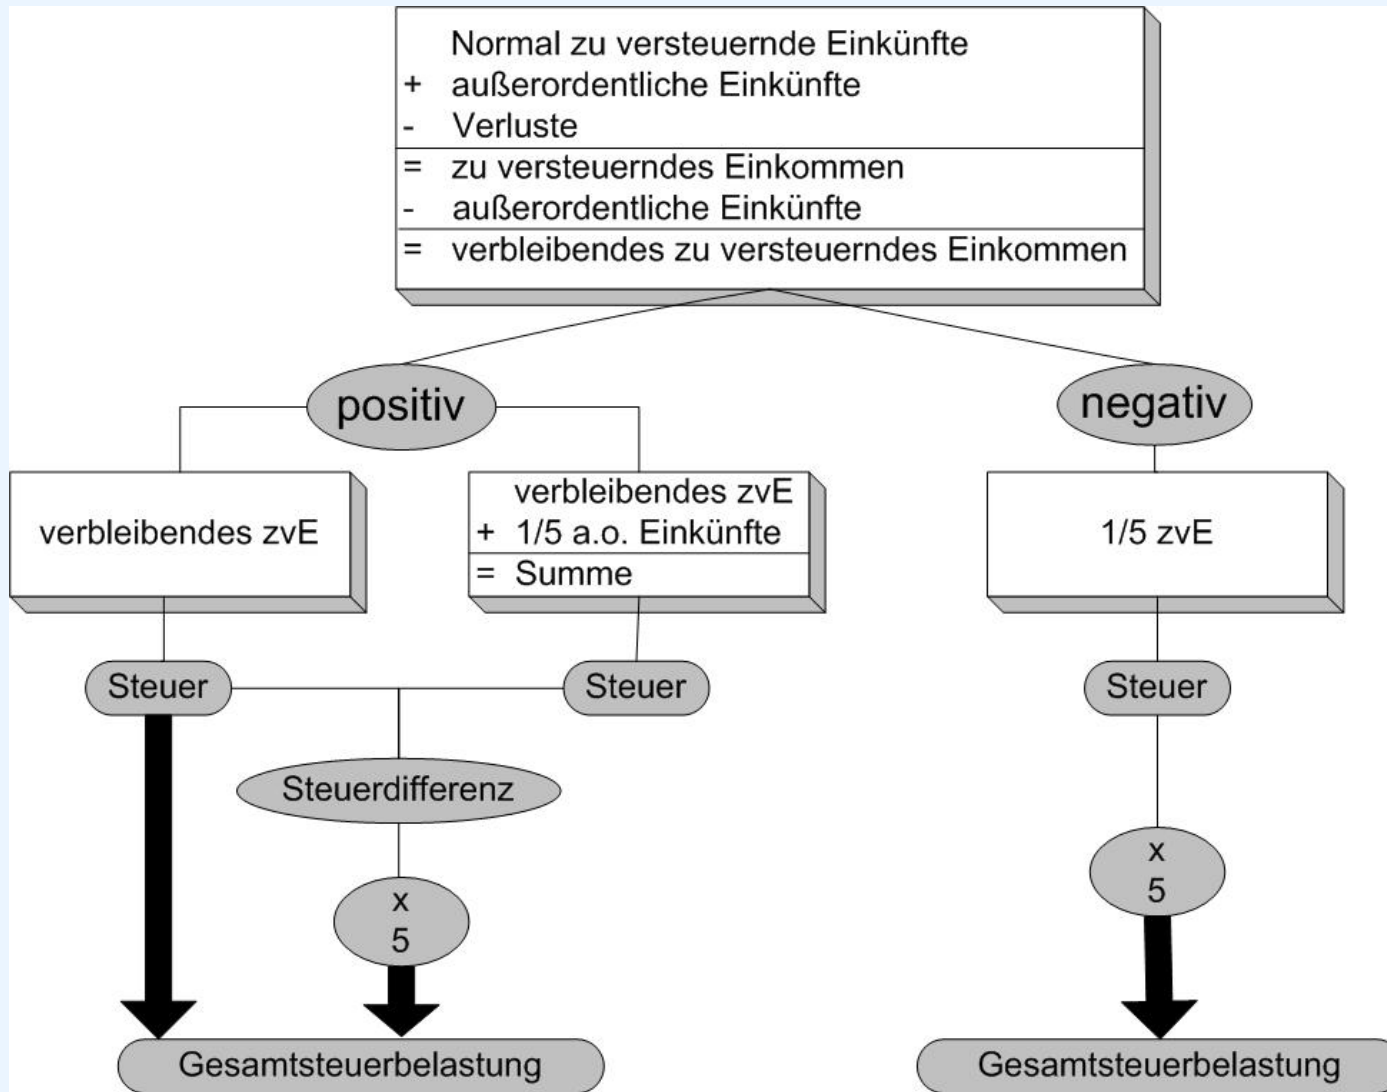 Normal zu versteuernde Einkünfte
+ außerordentliche Einkünfte
- Verluste
= zu versteuerndes Einkommen
- außerordentliche Einkünfte
= verbleibendes zu versteuerndes Einkommen
positiv
negativ
verbleibendes zvE
verbleibendes zvE
+ 1/5 a.o. Einkünfte
= Summe
1/5 zvE
Steuer
Steuer
Steuer
Steuerdifferenz
x
5
x
5
Gesamtsteuerbelastung
Gesamtsteuerbelastung